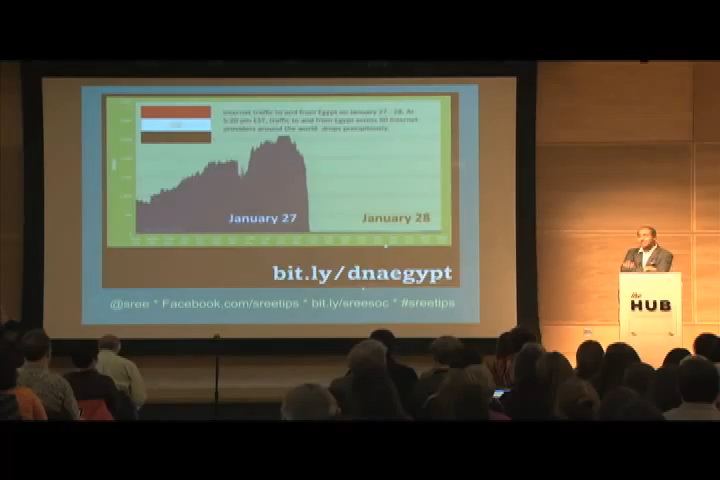 Internet traffic to and from Egypt on January 27 - 28. At
5:20 pm EST, traffic to and from Egypt across 80 Internet
providers around the world drops precipitously.
January 27
January 28
bit.ly/dnaegypt
@sree * Facebook.com/sreetips * bit.ly/sreesoc * #sreetips
the
HUB